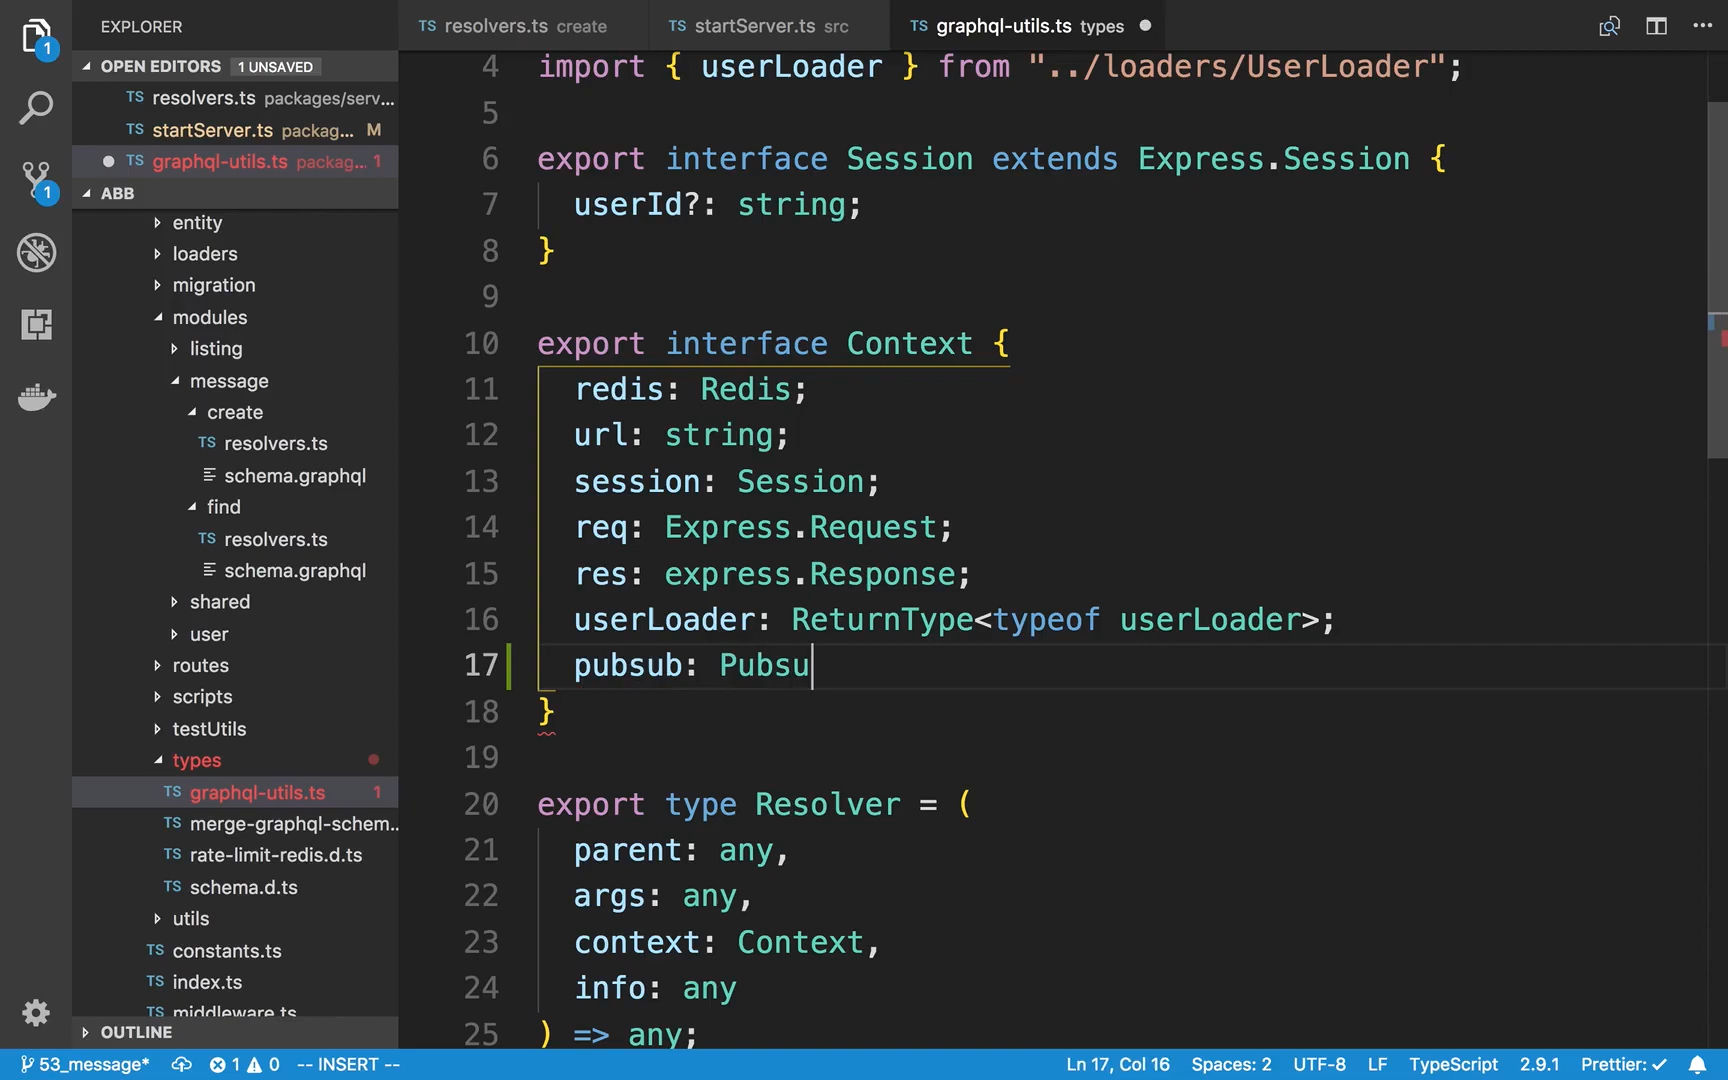 EXPLORER
OPEN EDITORS 1 UNSAVED
TS resolvers.ts packages/serv...
TS startServer.ts packag... M
TS graphql-utils.ts packag... 1
ABB
entity
loaders
migration
modules
listing
message
create
TS resolvers.ts
schema.graphql
find
TS resolvers.ts
schema.graphql
shared
user
routes
scripts
testUtils
types
TS graphql-utils.ts 1
TS merge-graphql-schem...
TS rate-limit-redis.d.ts
TS schema.d.ts
utils
TS constants.ts
TS index.ts
TS middleware.ts
OUTLINE
1
1
TS resolvers.ts create
TS startServer.ts src
TS graphql-utils.ts types
4 import { userLoader } from "../loaders/UserLoader";
5
6 export interface Session extends Express.Session {
7 userId?: string;
8 }
9
10 export interface Context {
11 redis: Redis;
12 url: string;
13 session: Session;
14 req: Express.Request;
15 res: express.Response;
16 userLoader: ReturnType<typeof userLoader>;
17 pubsub: Pubsu
18 }
19
20 export type Resolver = (
21 parent: any,
22 args: any,
23 context: Context,
24 info: any
25 ) => any;
53_message* 1 0 -- INSERT -- Ln 17, Col 16 Spaces: 2 UTF-8 LF TypeScript 2.9.1 Prettier: ✓